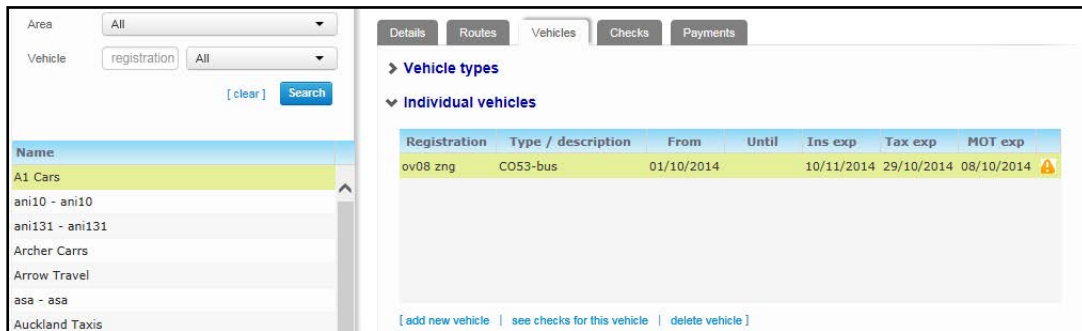 Area All
Vehicle registration All
[ clear ] Search
Name
A1 Cars
ani10 - ani10
ani131 - ani131
Archer Carrs
Arrow Travel
asa - asa
Auckland Taxis
Details Routes Vehicles Checks Payments
Vehicle types
Individual vehicles
Registration Type / description From Until Ins exp Tax exp MOT exp
ov08 zng CO53-bus 01/10/2014 10/11/2014 29/10/2014 08/10/2014
[ add new vehicle | see checks for this vehicle | delete vehicle ]